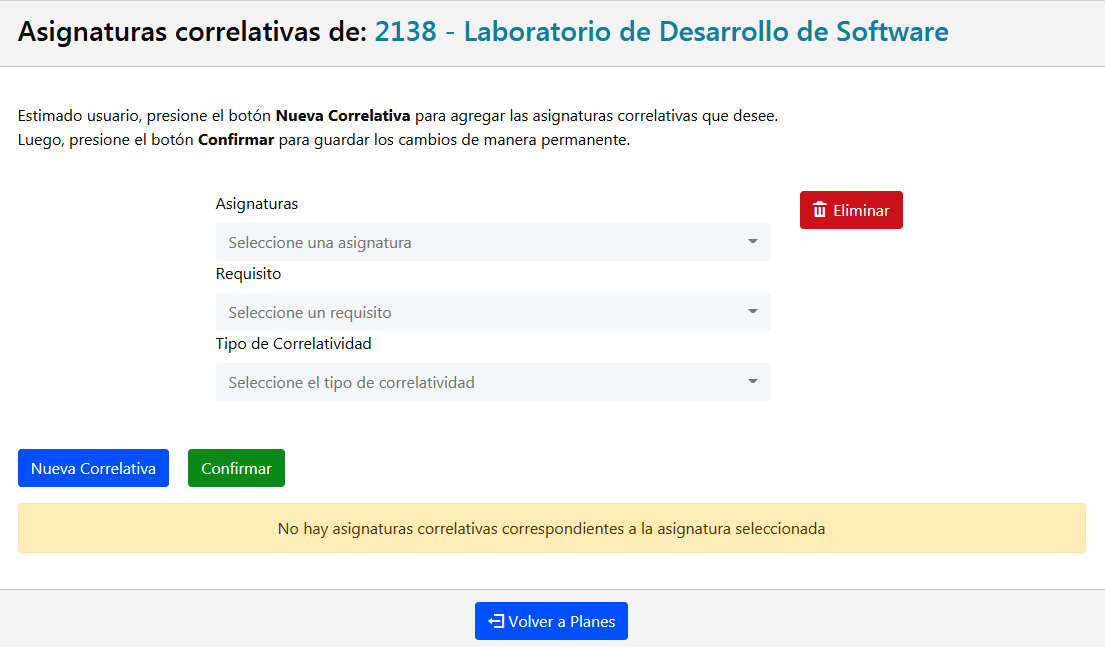 Asignaturas correlativas de: 2138 - Laboratorio de Desarrollo de Software
Estimado usuario, presione el botón Nueva Correlativa para agregar las asignaturas correlativas que desee.
Luego, presione el botón Confirmar para guardar los cambios de manera permanente.
Asignaturas
Eliminar
Seleccione una asignatura
Requisito
Seleccione un requisito
Tipo de Correlatividad
Seleccione el tipo de correlatividad
Nueva Correlativa
Confirmar
No hay asignaturas correlativas correspondientes a la asignatura seleccionada
Volver a Planes